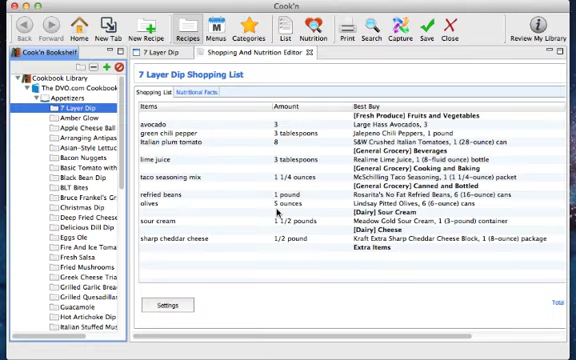 Cook'n
Back Forward Home New Tab New Recipe Recipes Menus Categories List Nutrition Print Search Capture Save Close Review My Library
Cook'n Bookshelf
7 Layer Dip Shopping And Nutrition Editor
Cookbook Library
The DVO.com Cookbook
Appetizers
7 Layer Dip
Amber Glow
Apple Cheese Ball
Arranging Antipas
Asian-Style Lettuc
Bacon Nuggets
Basic Tomato Bruc
Black Bean Dip
BLT Bites
Bruce Frankel's Gr
Christmas Crab Di
Deep Fried Cheese
Delicious Dill Dip
Eggs Ole
Fire And Ice Toma
Fresh Salsa
Fried Mushrooms
Greek Cheese Trian
Grilled Garlic Bread
Grilled Quesadillas
Guacamole
Hot Artichoke Dip
Italian Stuffed Mus
7 Layer Dip Shopping List
Shopping List Nutritional Facts
Items Amount Best Buy
[Fresh Produce] Fruits and Vegetables
avocado 3 Large Hass Avocados, 3
green chili pepper 3 tablespoons Jalepeno Chili Peppers, 1 pound
Italian plum tomato 8 S&W Crushed Italian Tomatoes, 1 (28-ounce) can
[General Grocery] Beverages
lime juice 3 tablespoons Realime Lime Juice, 1 (8-fluid ounce) bottle
[General Grocery] Cooking and Baking
taco seasoning mix 1 1/4 ounces McSchilling Taco Seasoning, 1 (1 1/4-ounce) packet
[General Grocery] Canned and Bottled
refried beans 1 pound Rosarita's No Fat Refried Beans, 6 (16-ounce) cans
olives 5 ounces Lindsay Pitted Olives, 6 (6-ounce) cans
[Dairy] Sour Cream
sour cream 1 1/2 pounds Meadow Gold Sour Cream, 1 (3-pound) container
[Dairy] Cheese
sharp cheddar cheese 1/2 pound Kraft Extra Sharp Cheddar Cheese Block, 1 (8-ounce) package
Extra Items
Settings
Total